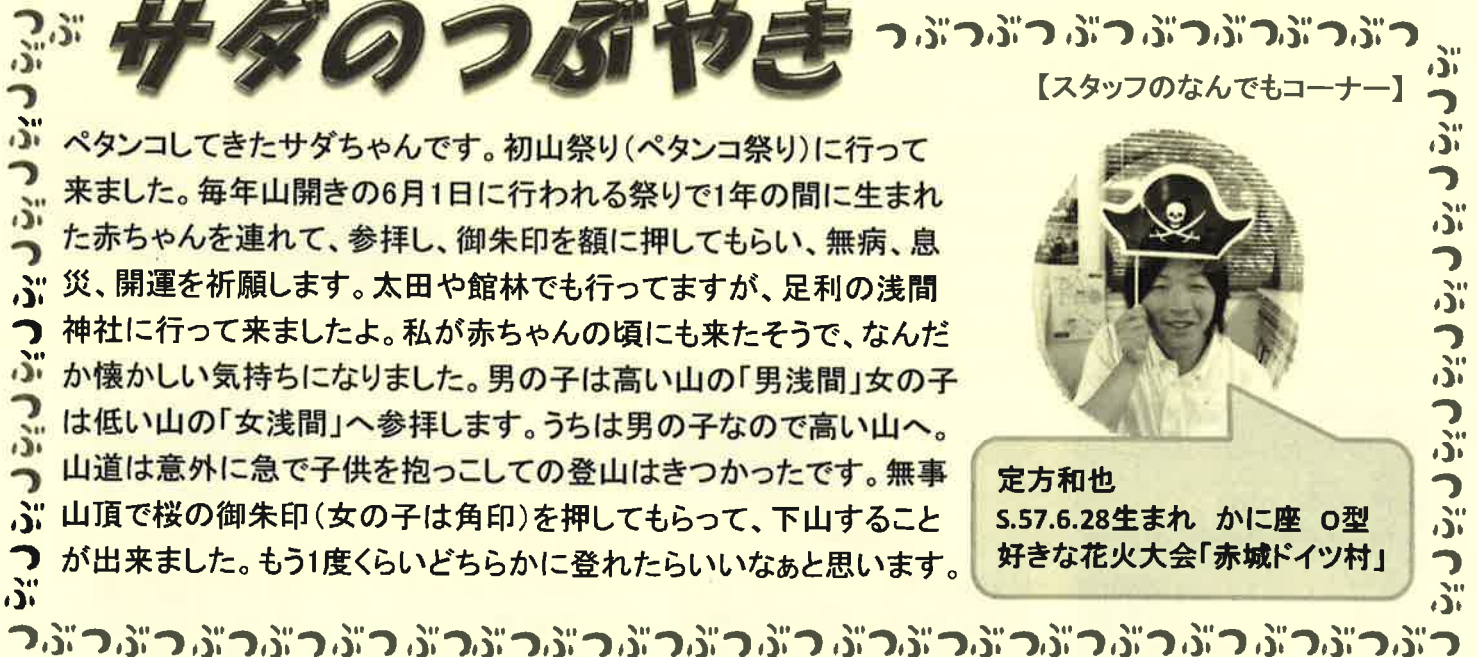 サダのつぶやき
つぶつぶつぶつぶつぶつぶつぶつ
【スタッフのなんでもコーナー】
ペタンコしてきたサダちゃんです。初山祭り(ペタンコ祭り)に行って
来ました。毎年山開きの6月1日に行われる祭りで1年の間に生まれ
た赤ちゃんを連れて、参拝し、御朱印を額に押してもらい、無病、息
災、開運を祈願します。太田や館林でも行ってますが、足利の浅間
神社に行って来ましたよ。私が赤ちゃんの頃にも来たそうで、なんだ
か懐かしい気持ちになりました。男の子は高い山の「男浅間」女の子
は低い山の「女浅間」へ参拝します。うちは男の子なので高い山へ。
山道は意外に急で子供を抱っこしての登山はきつかったです。無事
山頂で桜の御朱印(女の子は角印)を押してもらって、下山すること
が出来ました。もう1度くらいどちらかに登れたらいいなぁと思います。
定方和也
S.57.6.28生まれ かに座 O型
好きな花火大会「赤城ドイツ村」
つぶつぶつぶつぶつぶつぶつぶ
ぶつぶつぶつぶつぶつぶつぶつぶ
つぶつぶつぶつぶつぶつぶつぶつぶつぶつぶつぶつぶつぶつぶつ